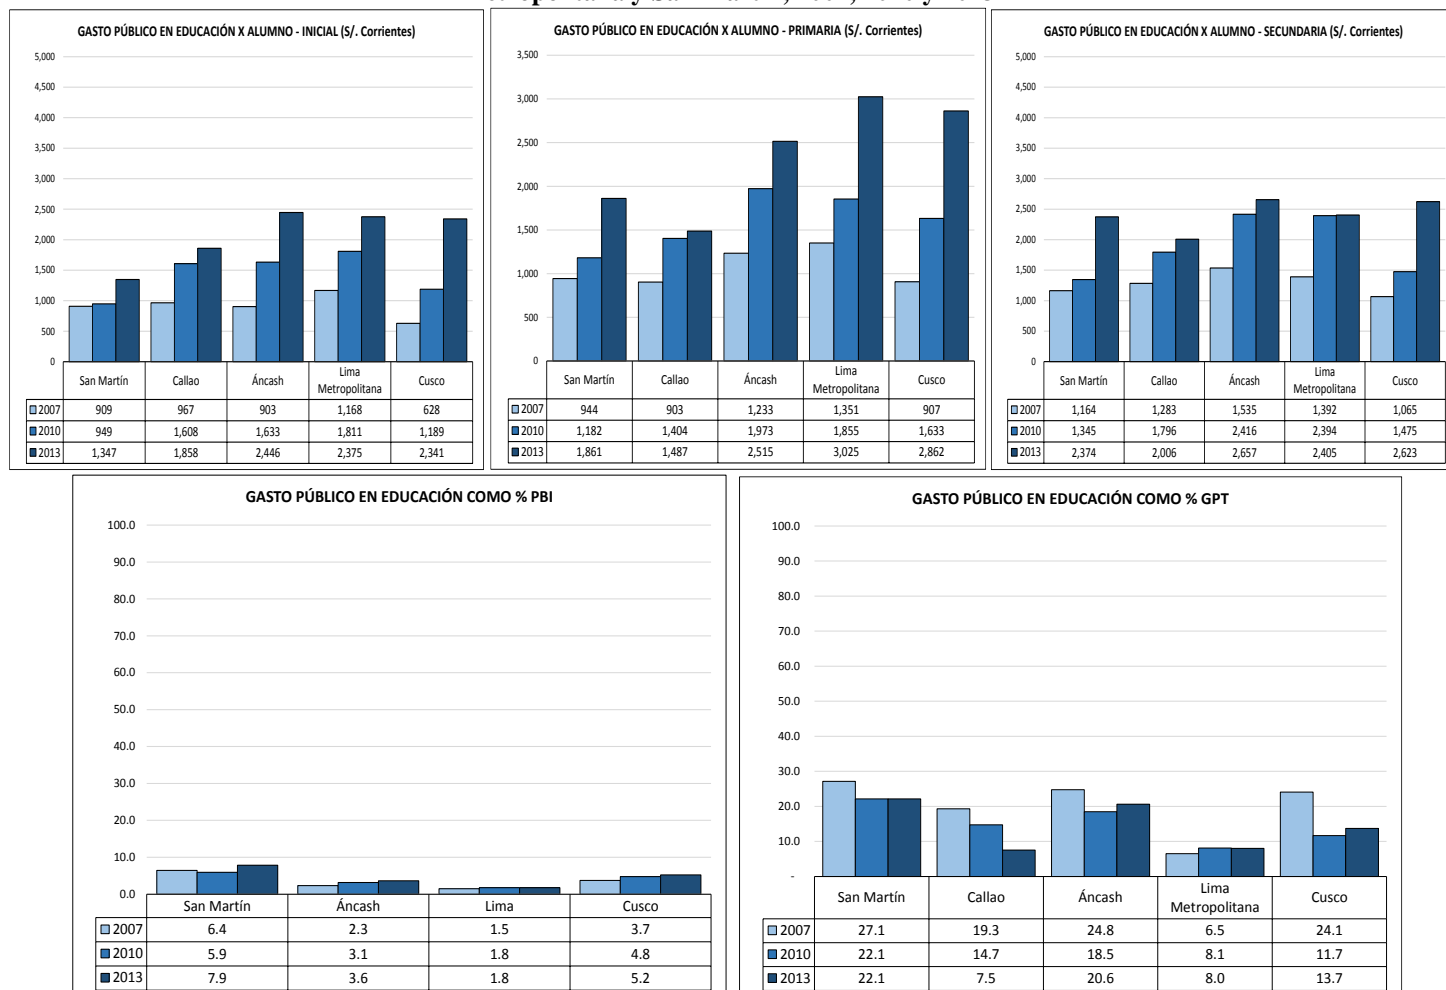 GASTO PÚBLICO EN EDUCACIÓN X ALUMNO - INICIAL (S/. Corrientes)
5,000
4,500
4,000
3,500
3,000
2,500
2,000
1,500
1,000
500
0
San Martín Callao Áncash Lima Metropolitana Cusco
2007 909 967 903 1,168 628
2010 949 1,608 1,633 1,811 1,189
2013 1,347 1,858 2,446 2,375 2,341
GASTO PÚBLICO EN EDUCACIÓN X ALUMNO - PRIMARIA (S/. Corrientes)
3,500
3,000
2,500
2,000
1,500
1,000
500
0
San Martín Callao Áncash Lima Metropolitana Cusco
2007 944 903 1,233 1,351 907
2010 1,182 1,404 1,973 1,855 1,633
2013 1,861 1,487 2,515 3,025 2,862
GASTO PÚBLICO EN EDUCACIÓN X ALUMNO - SECUNDARIA (S/. Corrientes)
5,000
4,500
4,000
3,500
3,000
2,500
2,000
1,500
1,000
500
0
San Martín Callao Áncash Lima Metropolitana Cusco
2007 1,164 1,283 1,535 1,392 1,065
2010 1,345 1,796 2,416 2,394 1,475
2013 2,374 2,006 2,657 2,405 2,623
GASTO PÚBLICO EN EDUCACIÓN COMO % PBI
100.0
90.0
80.0
70.0
60.0
50.0
40.0
30.0
20.0
10.0
0.0
San Martín Áncash Lima Cusco
2007 6.4 2.3 1.5 3.7
2010 5.9 3.1 1.8 4.8
2013 7.9 3.6 1.8 5.2
GASTO PÚBLICO EN EDUCACIÓN COMO % GPT
100.0
90.0
80.0
70.0
60.0
50.0
40.0
30.0
20.0
10.0
-
San Martín Callao Áncash Lima Metropolitana Cusco
2007 27.1 19.3 24.8 6.5 24.1
2010 22.1 14.7 18.5 8.1 11.7
2013 22.1 7.5 20.6 8.0 13.7